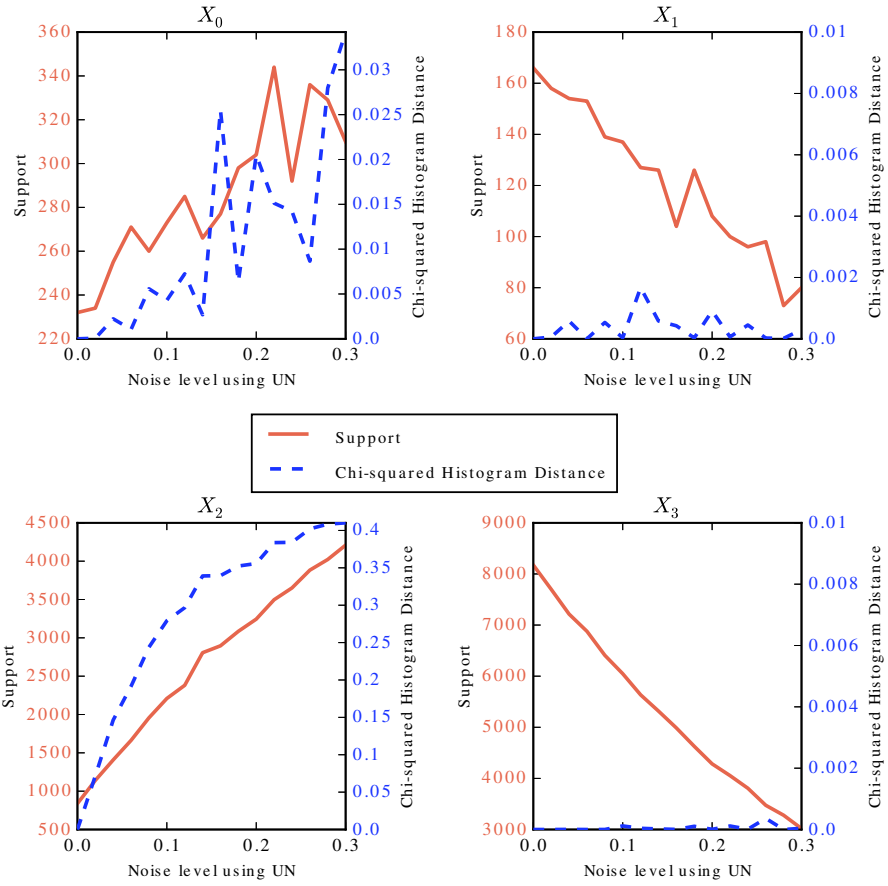 X0
360
340
320
300
280
260
240
220
Support
0.03
0.025
0.02
0.015
0.01
0.005
0.0
Chi-squared Histogram Distance
0.0 0.1 0.2 0.3
Noise level using UN
X1
180
160
140
120
100
80
60
Support
0.01
0.008
0.006
0.004
0.002
0.0
Chi-squared Histogram Distance
0.0 0.1 0.2 0.3
Noise level using UN
Support
Chi-squared Histogram Distance
X2
4500
4000
3500
3000
2500
2000
1500
1000
500
Support
0.4
0.35
0.3
0.25
0.2
0.15
0.1
0.05
0.0
Chi-squared Histogram Distance
0.0 0.1 0.2 0.3
Noise level using UN
X3
9000
8000
7000
6000
5000
4000
3000
Support
0.01
0.008
0.006
0.004
0.002
0.0
Chi-squared Histogram Distance
0.0 0.1 0.2 0.3
Noise level using UN